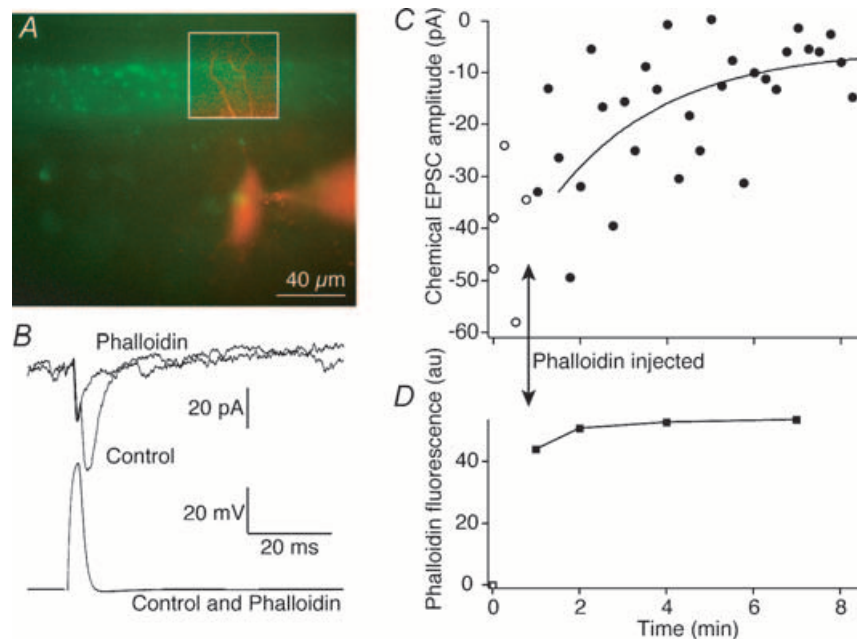 A
40 µm
B
Phalloidin
20 pA
Control
20 mV
20 ms
Control and Phalloidin
C
Chemical EPSC amplitude (pA)
0
-10
-20
-30
-40
-50
-60
Phalloidin injected
D
Phalloidin fluorescence (au)
40
20
0
0 2 4 6 8
Time (min)